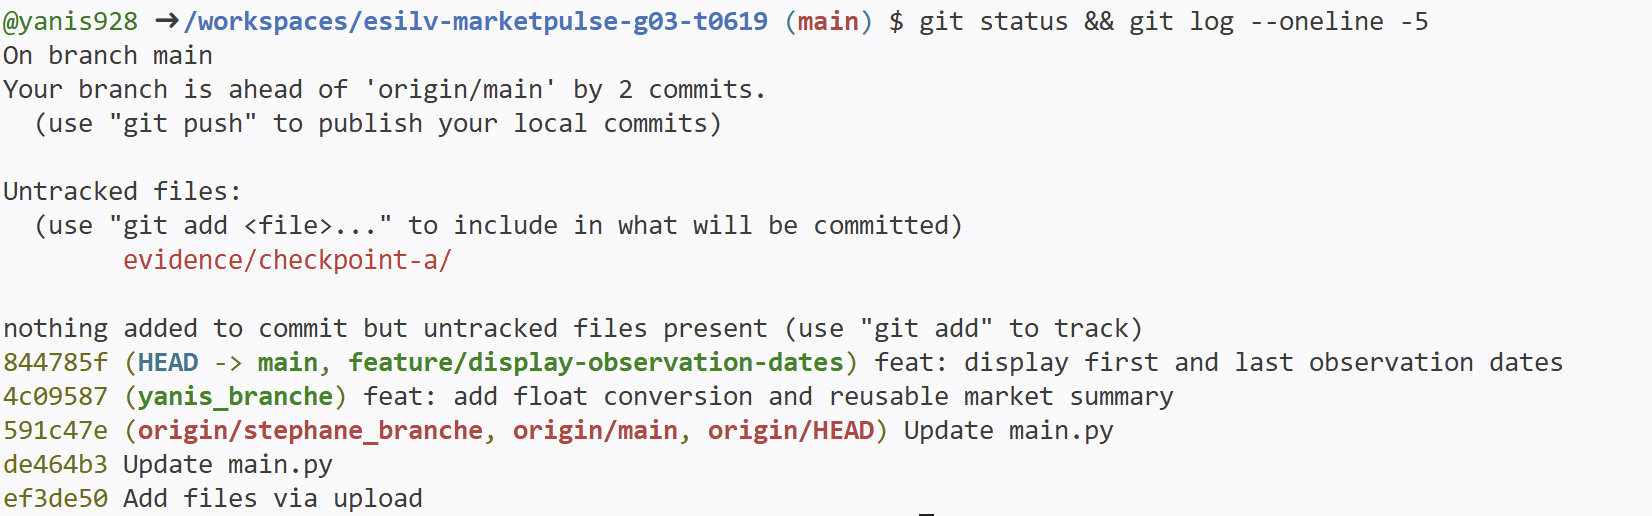 @yanis928 ➜/workspaces/esilv-marketpulse-g03-t0619 (main) $ git status && git log --oneline -5
On branch main
Your branch is ahead of 'origin/main' by 2 commits.
  (use "git push" to publish your local commits)

Untracked files:
  (use "git add <file>..." to include in what will be committed)
        evidence/checkpoint-a/

nothing added to commit but untracked files present (use "git add" to track)
844785f (HEAD -> main, feature/display-observation-dates) feat: display first and last observation dates
4c09587 (yanis_branche) feat: add float conversion and reusable market summary
591c47e (origin/stephane_branche, origin/main, origin/HEAD) Update main.py
de464b3 Update main.py
ef3de50 Add files via upload